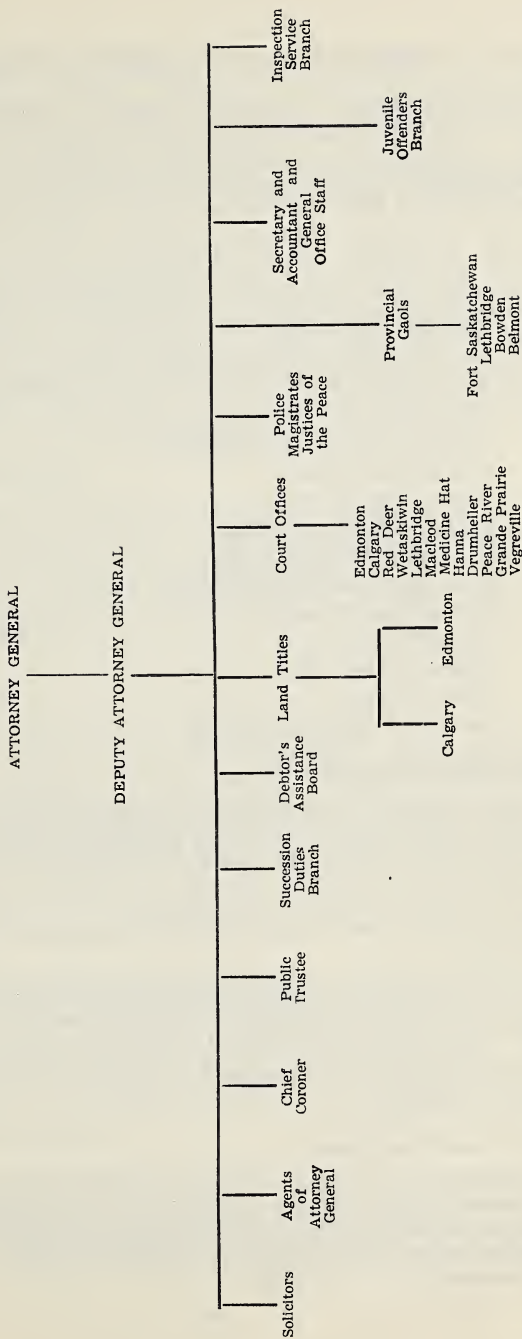 ATTORNEY GENERAL
DEPUTY ATTORNEY GENERAL
Solicitors
Agents
of
Attorney
General
Chief
Coroner
Public
Trustee
Succession
Duties
Branch
Debtor's
Assistance
Board
Land Titles
Calgary
Edmonton
Court Offices
Edmonton
Calgary
Red Deer
Wetaskiwin
Lethbridge
Macleod
Medicine Hat
Hanna
Drumheller
Peace River
Grande Prairie
Vegreville
Police
Magistrates
Justices of
the Peace
Provincial
Gaols
Fort Saskatchewan
Lethbridge
Bowden
Belmont
Secretary and
Accountant and
General
Office Staff
Juvenile
Offenders
Branch
Inspection
Service
Branch